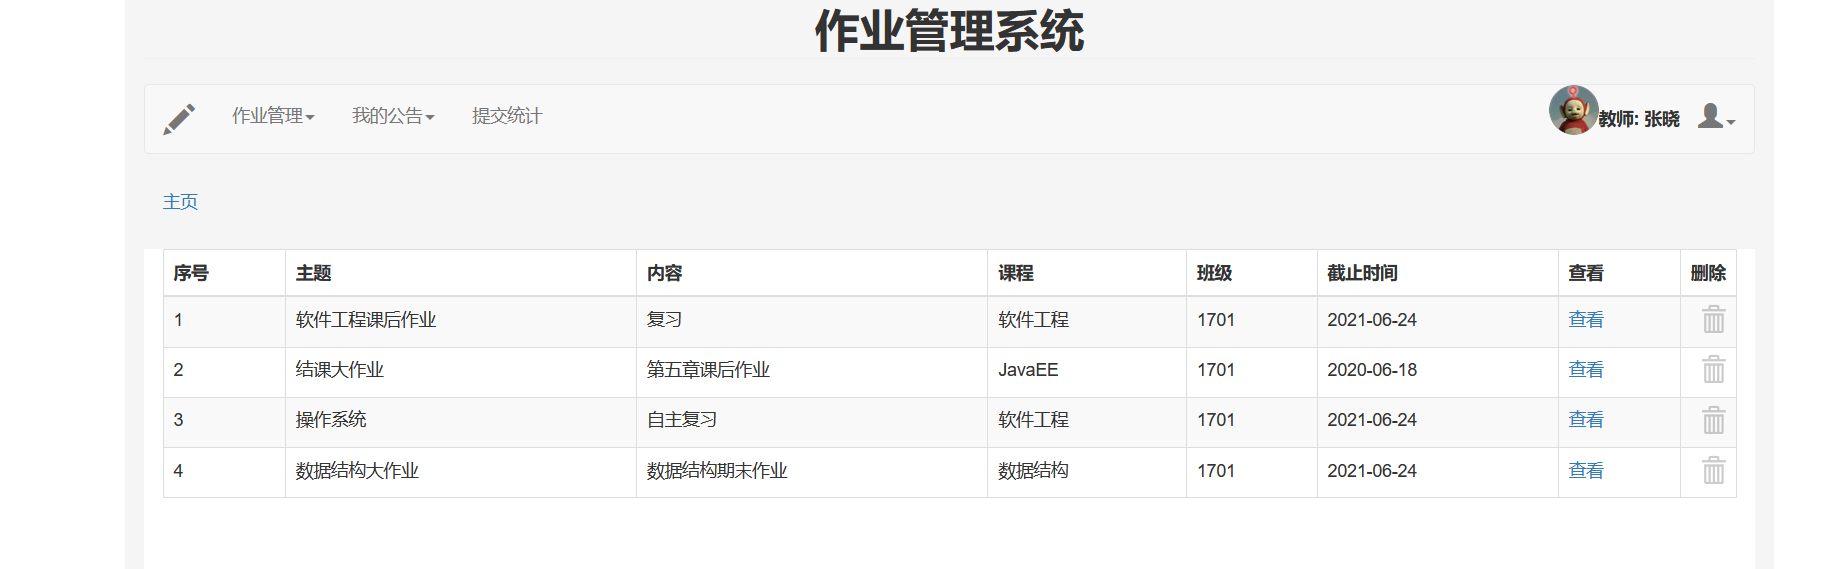 作业管理系统
作业管理 我的公告 提交统计 教师: 张晓
主页
序号 主题 内容 课程 班级 截止时间 查看 删除
1 软件工程课后作业 复习 软件工程 1701 2021-06-24 查看
2 结课大作业 第五章课后作业 JavaEE 1701 2020-06-18 查看
3 操作系统 自主复习 软件工程 1701 2021-06-24 查看
4 数据结构大作业 数据结构期末作业 数据结构 1701 2021-06-24 查看